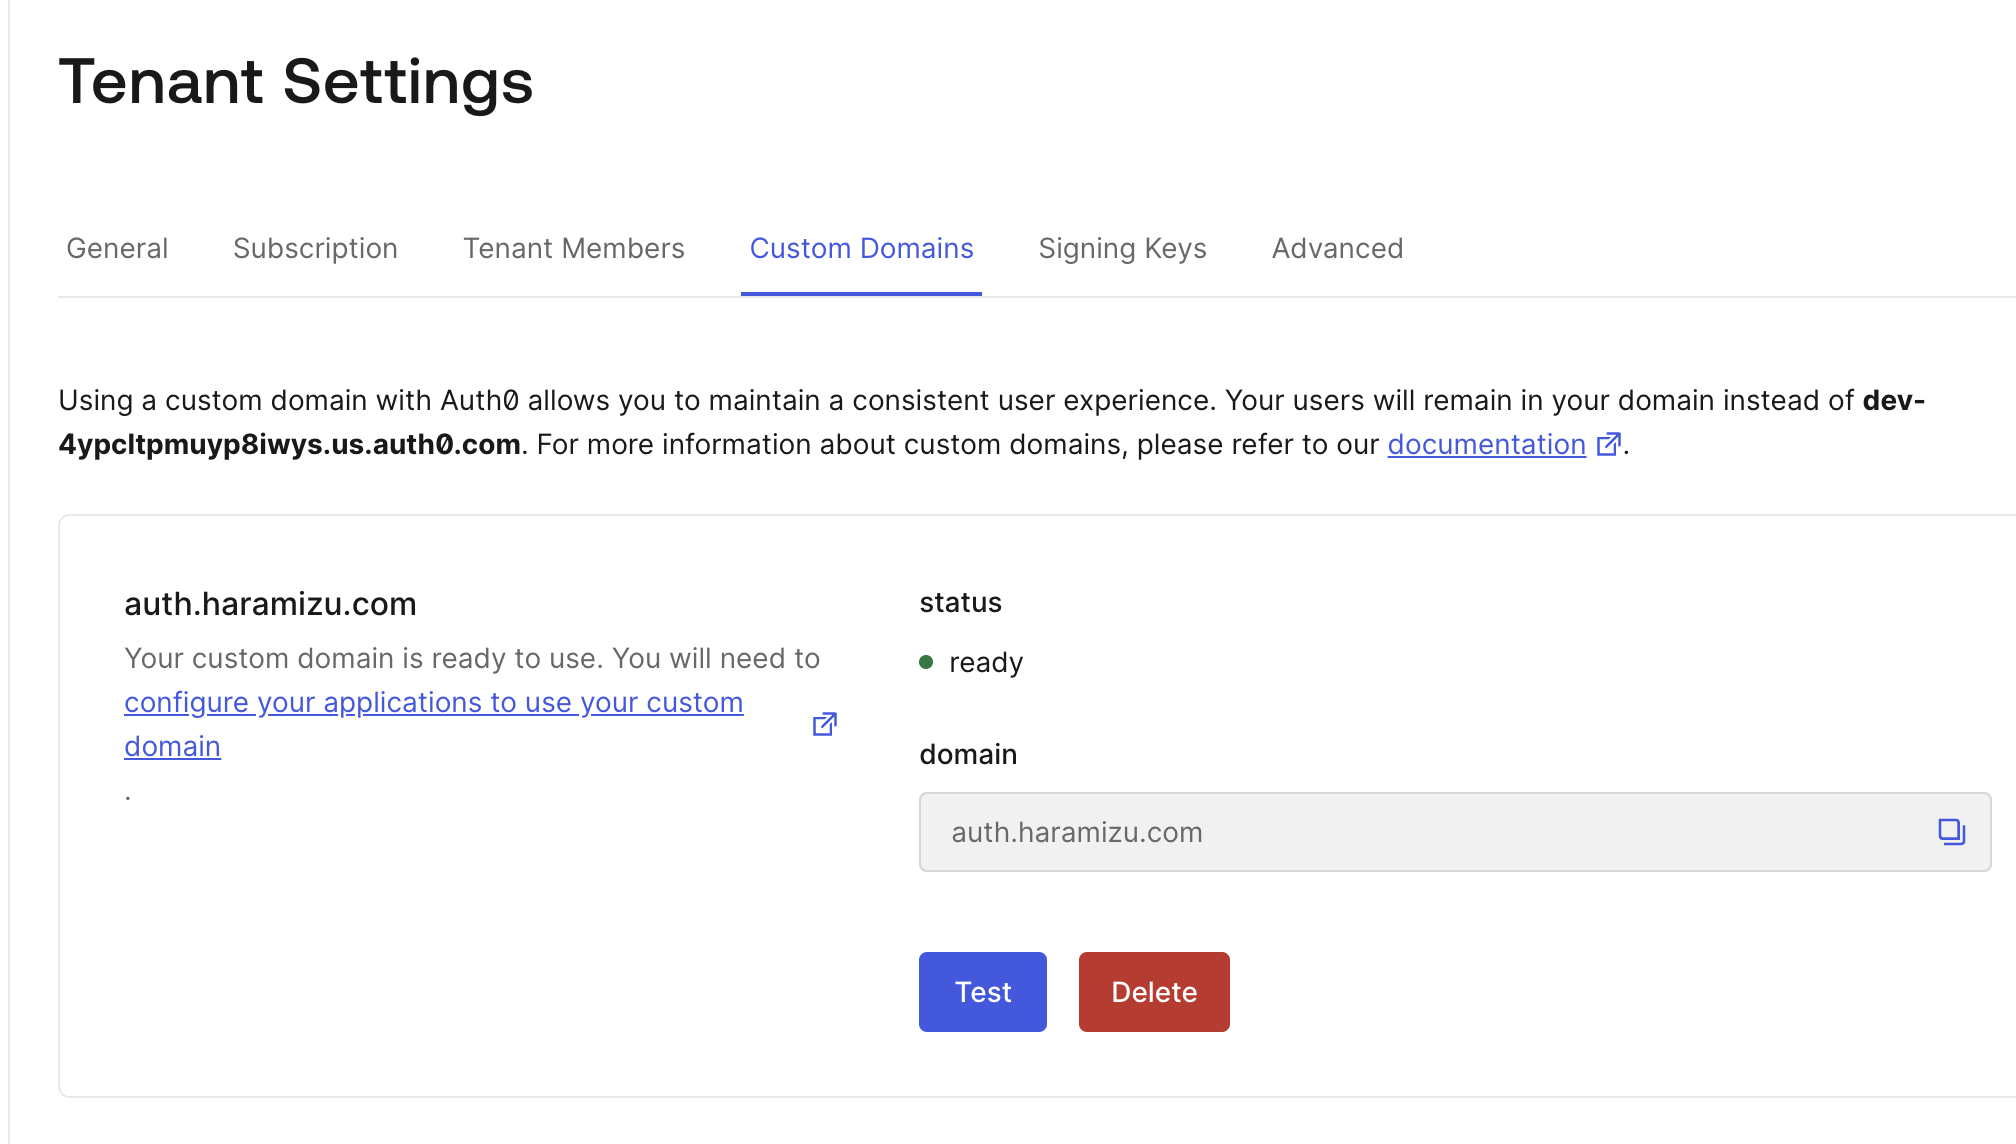 Tenant Settings
General Subscription Tenant Members Custom Domains Signing Keys Advanced
Using a custom domain with Auth0 allows you to maintain a consistent user experience. Your users will remain in your domain instead of dev-
4ypcltpmuyp8iwys.us.auth0.com. For more information about custom domains, please refer to our documentation.
auth.haramizu.com
Your custom domain is ready to use. You will need to
configure your applications to use your custom
domain
.
status
ready
domain
auth.haramizu.com
Test Delete